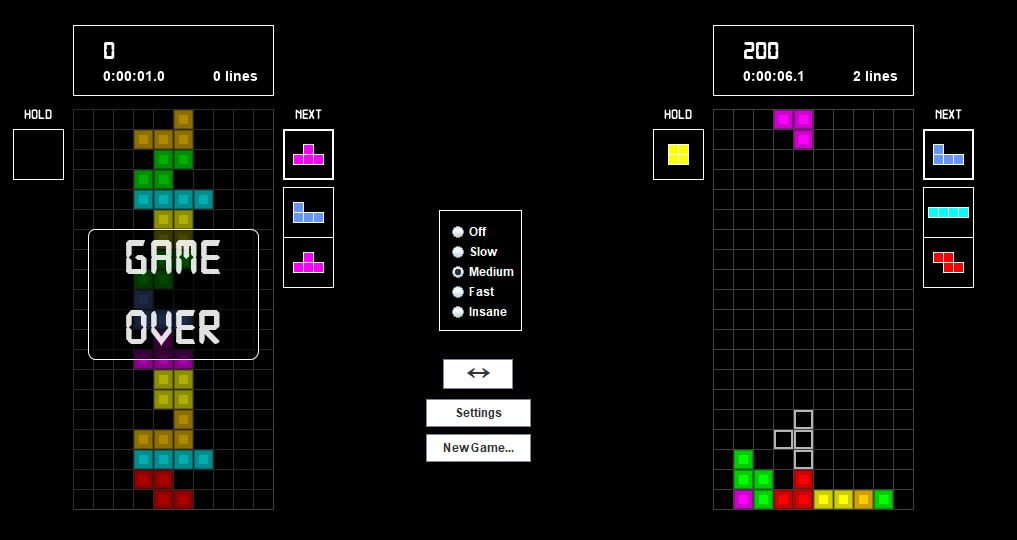 0
0:00:01.0 0 lines
HOLD
NEXT
GAME
OVER
Off
Slow
Medium
Fast
Insane
Settings
New Game...
200
0:00:06.1 2 lines
HOLD
NEXT